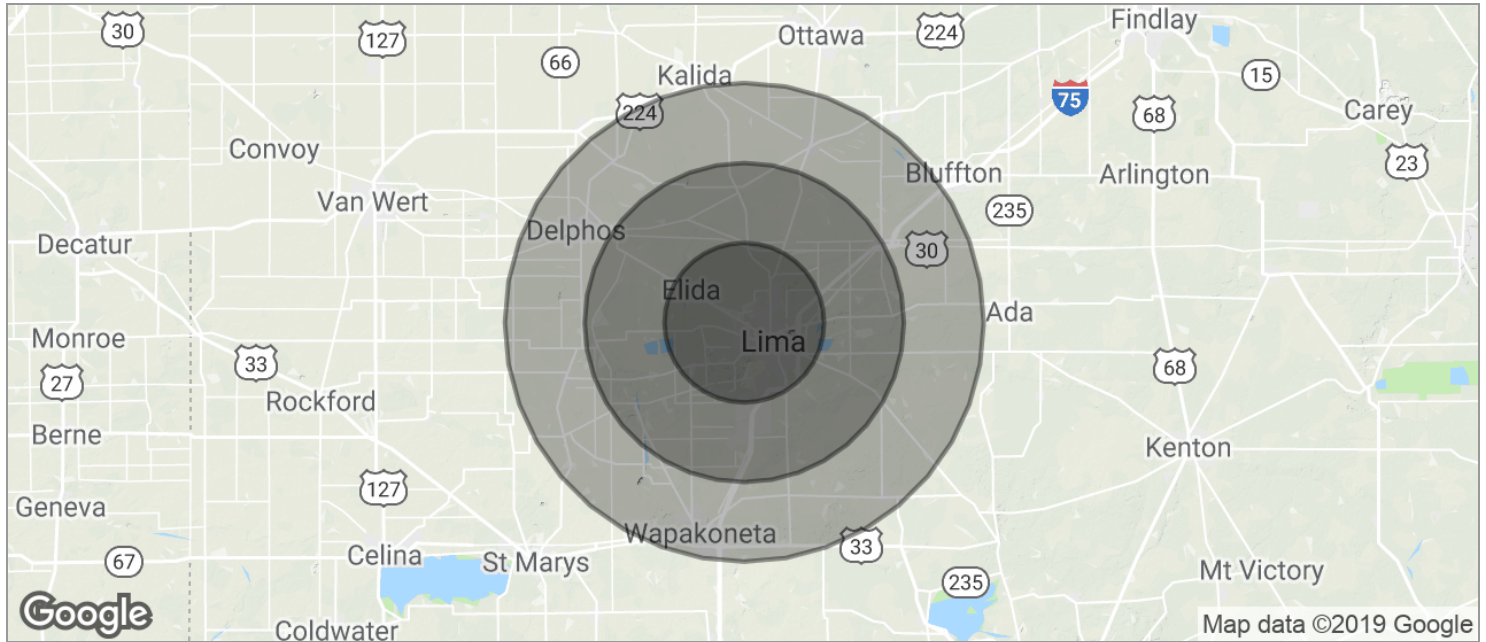 30
127
66
Ottawa
224
Findlay
15
Kalida
224
75
68
Carey
Convoy
23
Bluffton
Arlington
Van Wert
235
Delphos
Decatur
30
Elida
Ada
Monroe
Lima
33
27
68
Rockford
Berne
Kenton
127
Geneva
Wapakoneta
33
Celina
St Marys
67
235
Mt Victory
Google
Coldwater
Map data ©2019 Google